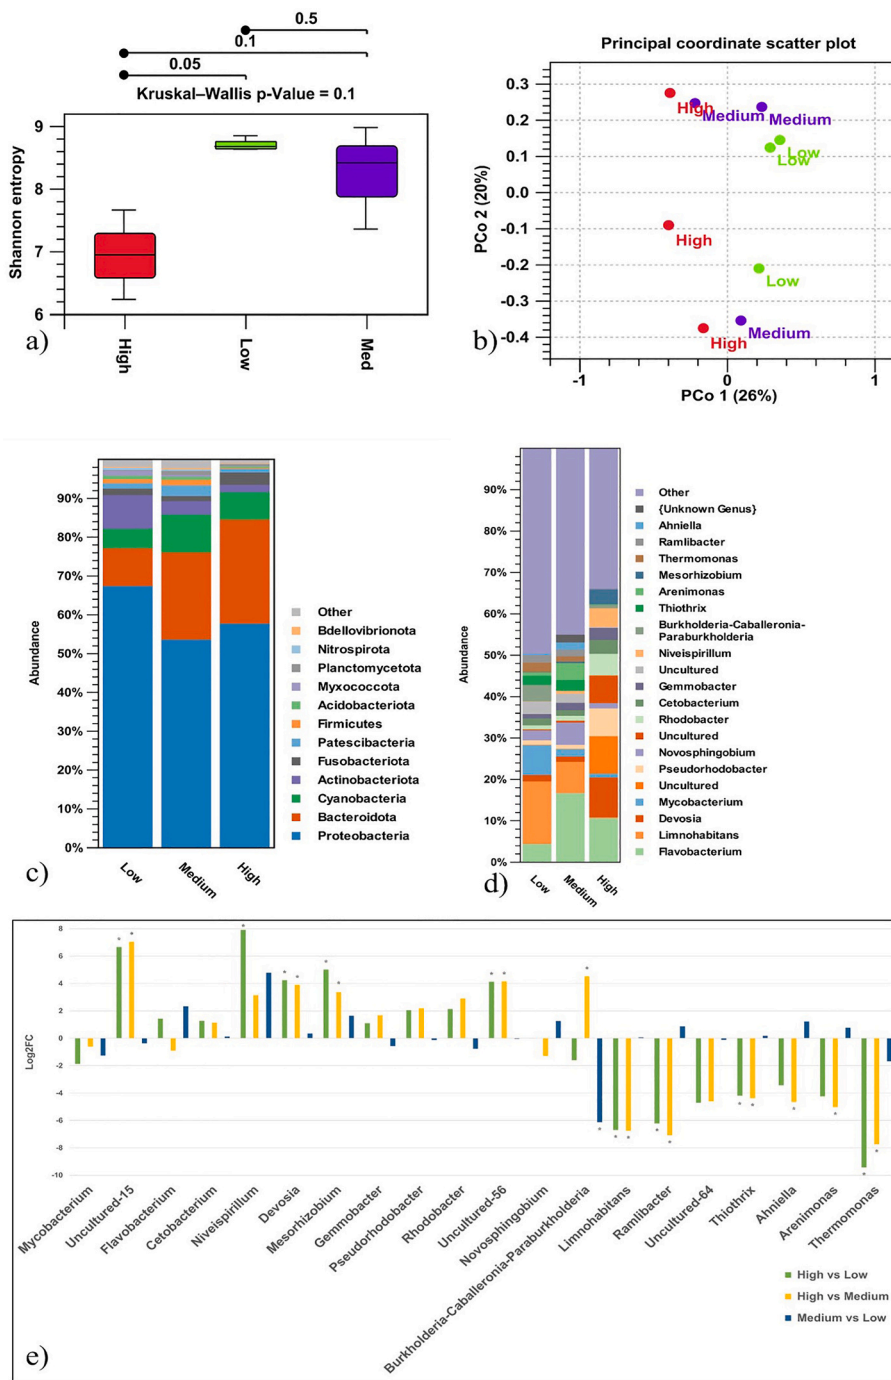 0.5
0.1
0.05
Kruskal–Wallis p-Value = 0.1
9
8
7
6
Shannon entropy
High
Low
Med
a)
Principal coordinate scatter plot
0.3
0.2
0.1
0.0
-0.1
-0.2
-0.3
-0.4
PCo 2 (20%)
High
Medium
Medium
Low
Low
High
Low
Medium
High
-1
0
1
PCo 1 (26%)
b)
90%
80%
70%
60%
50%
40%
30%
20%
10%
0%
Abundance
Low
Medium
High
Other
Bdellovibrionota
Nitrospirota
Planctomycetota
Myxococcota
Acidobacteriota
Firmicutes
Patescibacteria
Fusobacteriota
Actinobacteriota
Cyanobacteria
Bacteroidota
Proteobacteria
c)
90%
80%
70%
60%
50%
40%
30%
20%
10%
0%
Abundance
Low
Medium
High
Other
{Unknown Genus}
Ahniella
Ramlibacter
Thermomonas
Mesorhizobium
Arenimonas
Thiothrix
Burkholderia-Caballeronia-
Paraburkholderia
Niveispirillum
Uncultured
Gemmobacter
Cetobacterium
Rhodobacter
Uncultured
Novosphingobium
Pseudorhodobacter
Uncultured
Mycobacterium
Devosia
Limnohabitans
Flavobacterium
d)
8
6
4
2
0
-2
-4
-6
-8
-10
Log2FC
Mycobacterium
Uncultured-15
Flavobacterium
Cetobacterium
Niveispirillum
Devosia
Mesorhizobium
Gemmobacter
Pseudorhodobacter
Rhodobacter
Uncultured-56
Novosphingobium
Burkholderia-Caballeronia-Paraburkholderia
Limnohabitans
Ramlibacter
Uncultured-64
Thiothrix
Ahniella
Arenimonas
Thermomonas
High vs Low
High vs Medium
Medium vs Low
e)